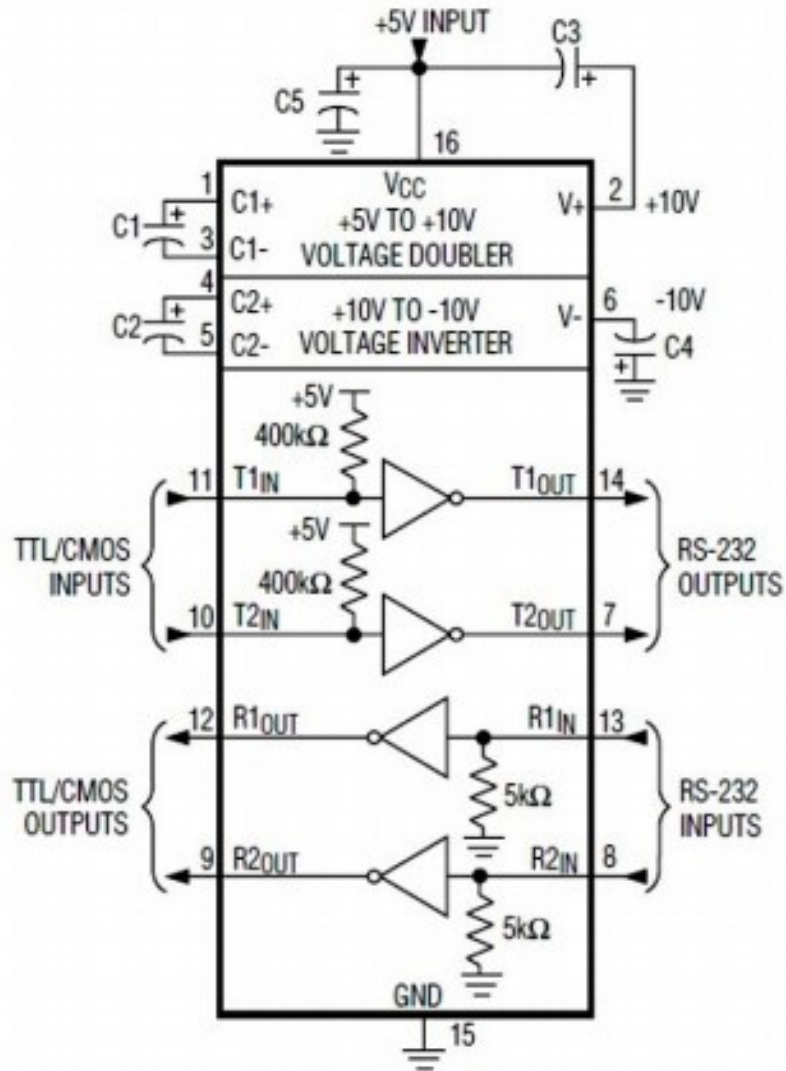 +5V INPUT
C3
+
C5
+
16
VCC
1
C1+
C1
+
3
C1-
+5V TO +10V
VOLTAGE DOUBLER
V+
2
+10V
+
4
C2+
C2
+
5
C2-
+10V TO -10V
VOLTAGE INVERTER
V-
6
-10V
C4
+
+5V
400kΩ
11
T1IN
T1OUT
14
+5V
400kΩ
TTL/CMOS
INPUTS
RS-232
OUTPUTS
10
T2IN
T2OUT
7
12
R1OUT
R1IN
13
5kΩ
TTL/CMOS
OUTPUTS
RS-232
INPUTS
9
R2OUT
R2IN
8
5kΩ
GND
15